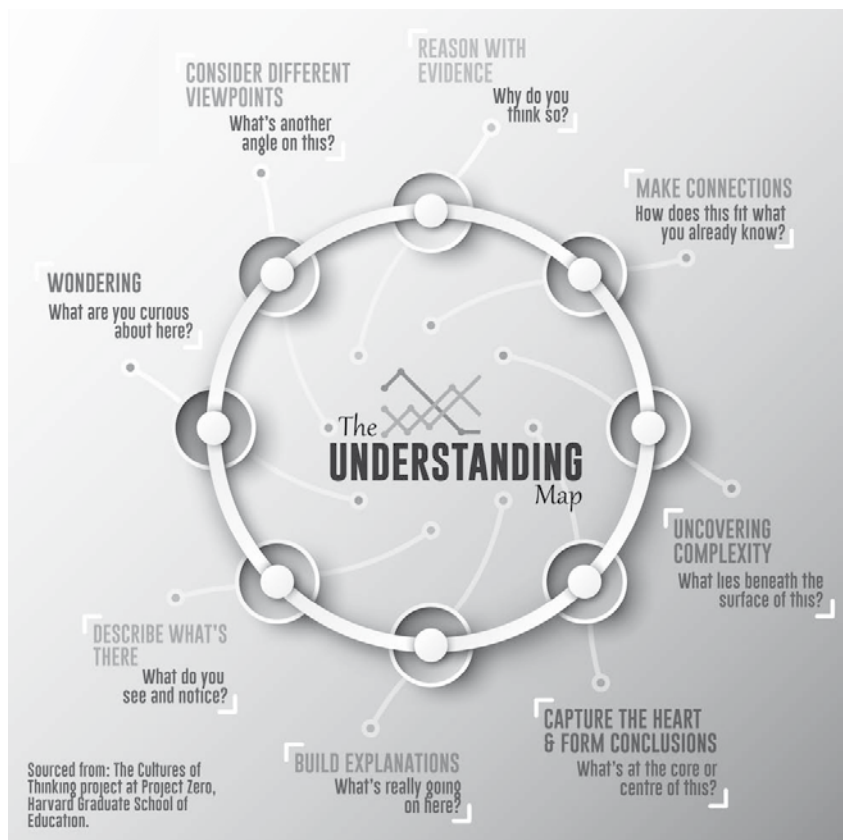 REASON WITH
EVIDENCE
Why do you
think so?
CONSIDER DIFFERENT
VIEWPOINTS
What's another
angle on this?
MAKE CONNECTIONS
How does this fit what
you already know?
WONDERING
What are you curious
about here?
The
UNDERSTANDING
Map
UNCOVERING
COMPLEXITY
What lies beneath the
surface of this?
DESCRIBE WHAT'S
THERE
What do you
see and notice?
CAPTURE THE HEART
& FORM CONCLUSIONS
What's at the core or
centre of this?
BUILD EXPLANATIONS
What's really going
on here?
Sourced from: The Cultures of
Thinking project at Project Zero,
Harvard Graduate School of
Education.